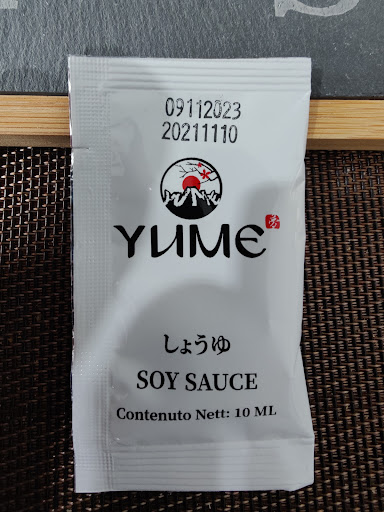 09112023
20211110
YUME
しょうゆ
SOY SAUCE
Contenuto Nett: 10 ML